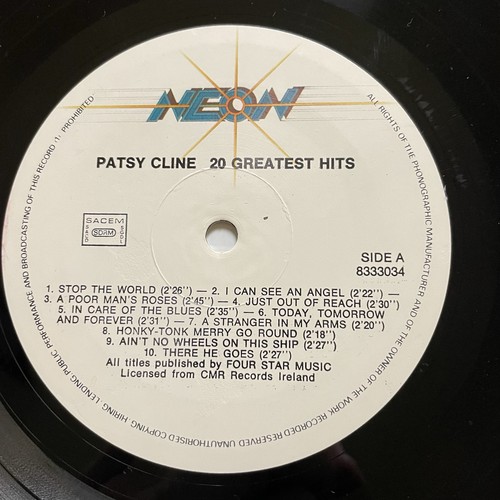 NEON
PATSY CLINE 20 GREATEST HITS
SACEM
SACD SDRM SGDL
SIDE A
8333034
1. STOP THE WORLD (2'26'') — 2. I CAN SEE AN ANGEL (2'22'') —
3. A POOR MAN'S ROSES (2'45'') — 4. JUST OUT OF REACH (2'30'')
5. IN CARE OF THE BLUES (2'35'') — 6. TODAY, TOMORROW
AND FOREVER (2'31'') — 7. A STRANGER IN MY ARMS (2'20'')
8. HONKY-TONK MERRY GO ROUND (2'18'')
9. AIN'T NO WHEELS ON THIS SHIP (2'27'')
10. THERE HE GOES (2'27'')
All titles published by FOUR STAR MUSIC
Licensed from CMR Records Ireland
ALL RIGHTS OF THE PHONOGRAPHIC MANUFACTURER AND OF THE OWNER OF THE WORK RECORDED RESERVED UNAUTHORISED COPYING HIRING LENDING PUBLIC PERFORMANCE AND BROADCASTING OF THIS RECORD PROHIBITED